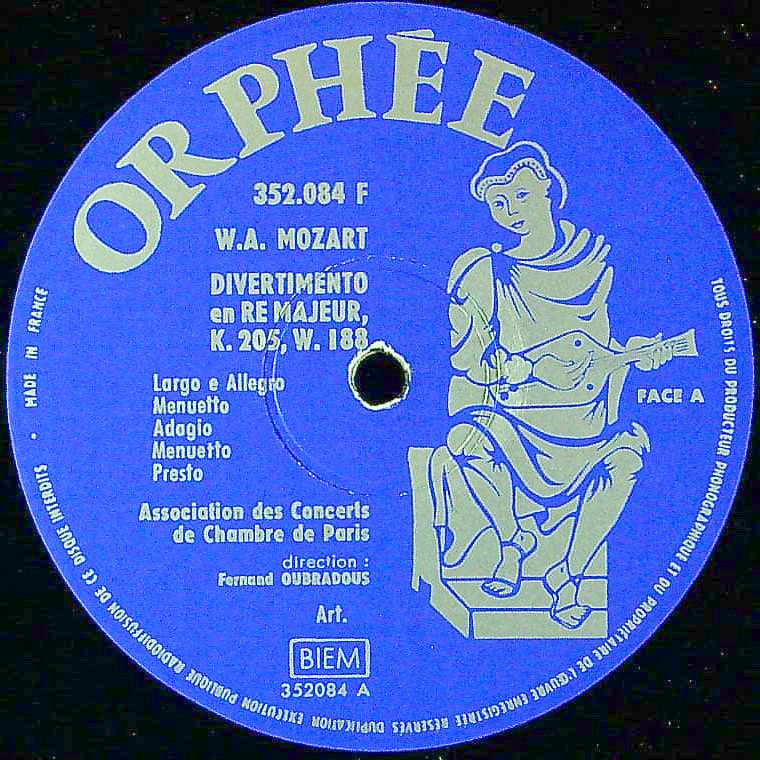 ORPHÉE
352.084 F
W.A. MOZART
DIVERTIMENTO
en RE MAJEUR,
K. 205, W. 188
Largo e Allegro
Menuetto
Adagio
Menuetto
Presto
FACE A
Association des Concerts
de Chambre de Paris
direction :
Fernand OUBRADOUS
Art.
BIEM
352084 A
TOUS DROITS DU PRODUCTEUR PHONOGRAPHIQUE ET DU PROPRIÉTAIRE DE L'ŒUVRE ENREGISTRÉE RÉSERVÉS DUPLICATION EXÉCUTION PUBLIQUE RADIODIFFUSION DE CE DISQUE INTERDITS • MADE IN FRANCE